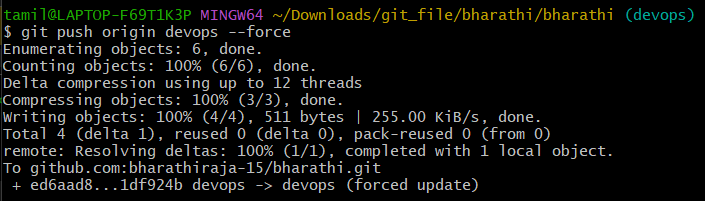 tamil@LAPTOP-F69T1K3P MINGW64 ~/Downloads/git_file/bharathi/bharathi (devops)
$ git push origin devops --force
Enumerating objects: 6, done.
Counting objects: 100% (6/6), done.
Delta compression using up to 12 threads
Compressing objects: 100% (3/3), done.
Writing objects: 100% (4/4), 511 bytes | 255.00 KiB/s, done.
Total 4 (delta 1), reused 0 (delta 0), pack-reused 0 (from 0)
remote: Resolving deltas: 100% (1/1), completed with 1 local object.
To github.com:bharathiraja-15/bharathi.git
 + ed6aad8...1df924b devops -> devops (forced update)